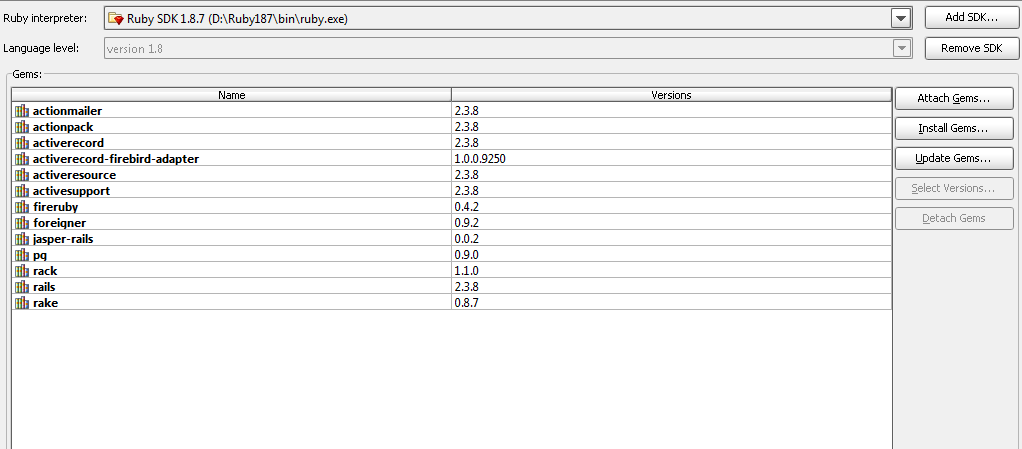 Ruby interpreter: Ruby SDK 1.8.7 (D:\Ruby187\bin\ruby.exe) Add SDK...
Language level: version 1.8 Remove SDK
Gems:
Name Versions
actionmailer 2.3.8 Attach Gems...
actionpack 2.3.8
activerecord 2.3.8 Install Gems...
activerecord-firebird-adapter 1.0.0.9250 Update Gems...
activeresource 2.3.8
activesupport 2.3.8 Select Versions...
fireruby 0.4.2
foreigner 0.9.2 Detach Gems
jasper-rails 0.0.2
pg 0.9.0
rack 1.1.0
rails 2.3.8
rake 0.8.7